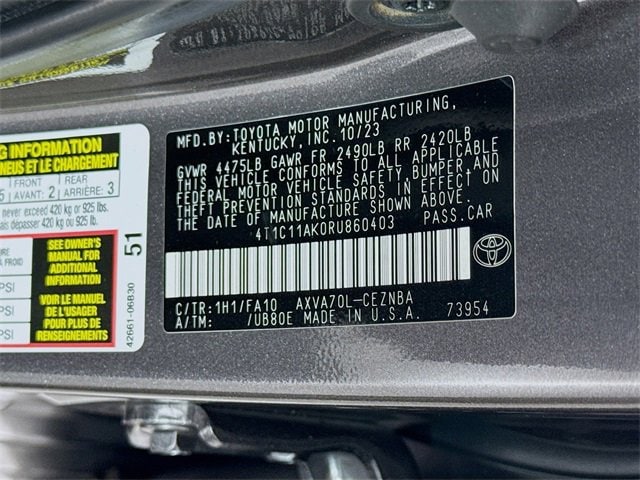 MFD.BY:TOYOTA MOTOR MANUFACTURING,
KENTUCKY, INC. 10/23
GVWR 4475LB GAWR FR 2490LB RR 2420LB
THIS VEHICLE CONFORMS TO ALL APPLICABLE
FEDERAL MOTOR VEHICLE SAFETY,BUMPER,AND
THEFT PREVENTION STANDARDS IN EFFECT ON
THE DATE OF MANUFACTURE SHOWN ABOVE.
4T1C11AK0RU860403 PASS.CAR
C/TR:1H1/FA10 AXVA70L-CEZNBA
A/TM: /UB80E MADE IN U.S.A. 73954
G INFORMATION
NEUS ET LE CHARGEMENT
5 FRONT AVANT: 2 REAR ARRIÈRE: 3
never exceed 420 kg or 925 lbs.
dépasser 420 kg ou 925 lb.
SEE OWNER'S
MANUAL FOR
ADDITIONAL
INFORMATION
VOIR LE MANUEL
DE L'USAGER
POUR PLUS DE
RENSEIGNEMENTS
PSI
PSI
PSI
51
42661-06B30
TOYOTA